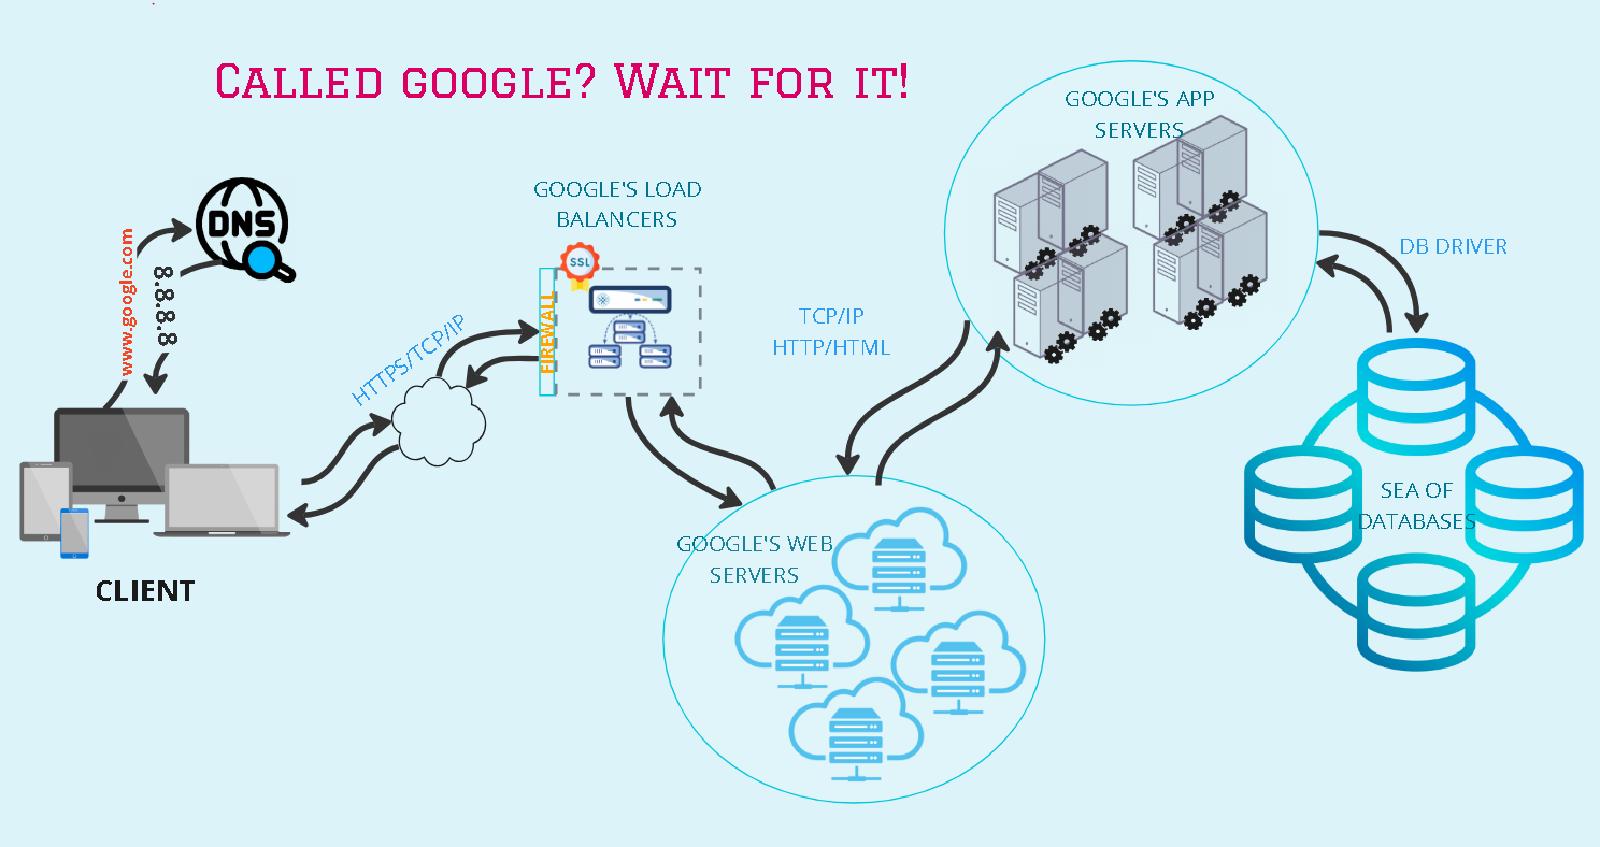 CALLED GOOGLE? WAIT FOR IT!
DNS
www.google.com
8.8.8.8
CLIENT
HTTPS/TCP/IP
GOOGLE'S LOAD
BALANCERS
SSL
FIREWALL
TCP/IP
HTTP/HTML
GOOGLE'S WEB
SERVERS
GOOGLE'S APP
SERVERS
DB DRIVER
SEA OF
DATABASES